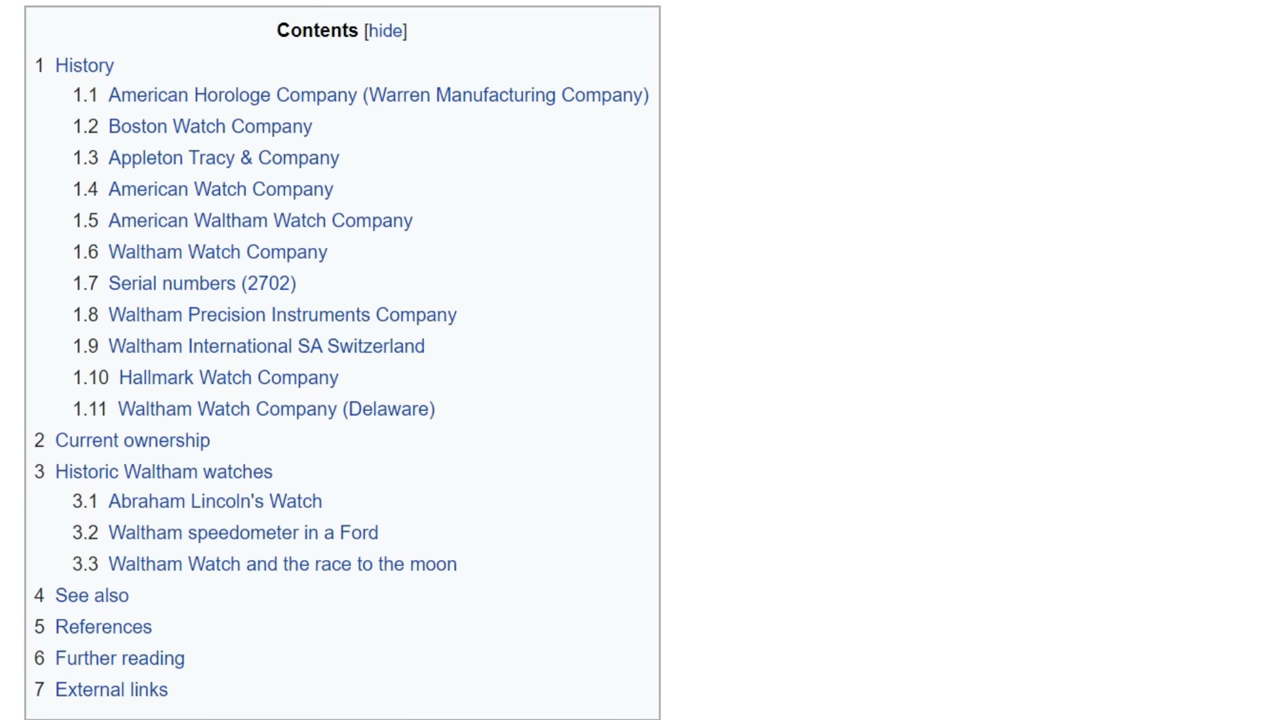 Contents [hide]
1 History
1.1 American Horologe Company (Warren Manufacturing Company)
1.2 Boston Watch Company
1.3 Appleton Tracy & Company
1.4 American Watch Company
1.5 American Waltham Watch Company
1.6 Waltham Watch Company
1.7 Serial numbers (2702)
1.8 Waltham Precision Instruments Company
1.9 Waltham International SA Switzerland
1.10 Hallmark Watch Company
1.11 Waltham Watch Company (Delaware)
2 Current ownership
3 Historic Waltham watches
3.1 Abraham Lincoln's Watch
3.2 Waltham speedometer in a Ford
3.3 Waltham Watch and the race to the moon
4 See also
5 References
6 Further reading
7 External links